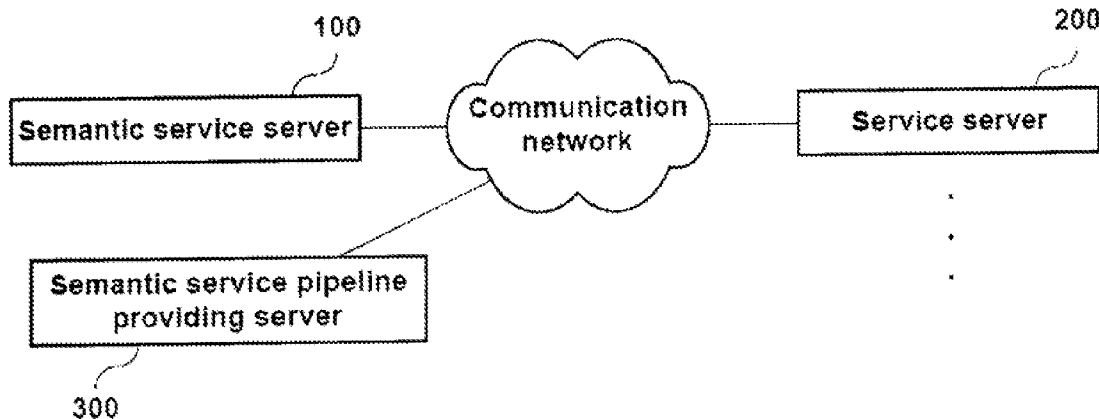 100
200
Semantic service server
Communication
network
Service server
Semantic service pipeline
providing server
300